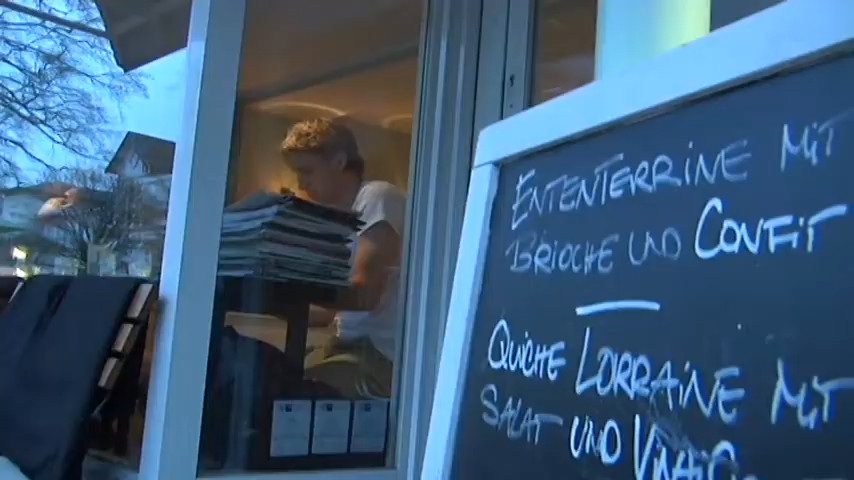 ENTENTERRINE MIT
BRIOCHE UND CONFIT
QUICHE LORRAINE MIT
SALAT UND